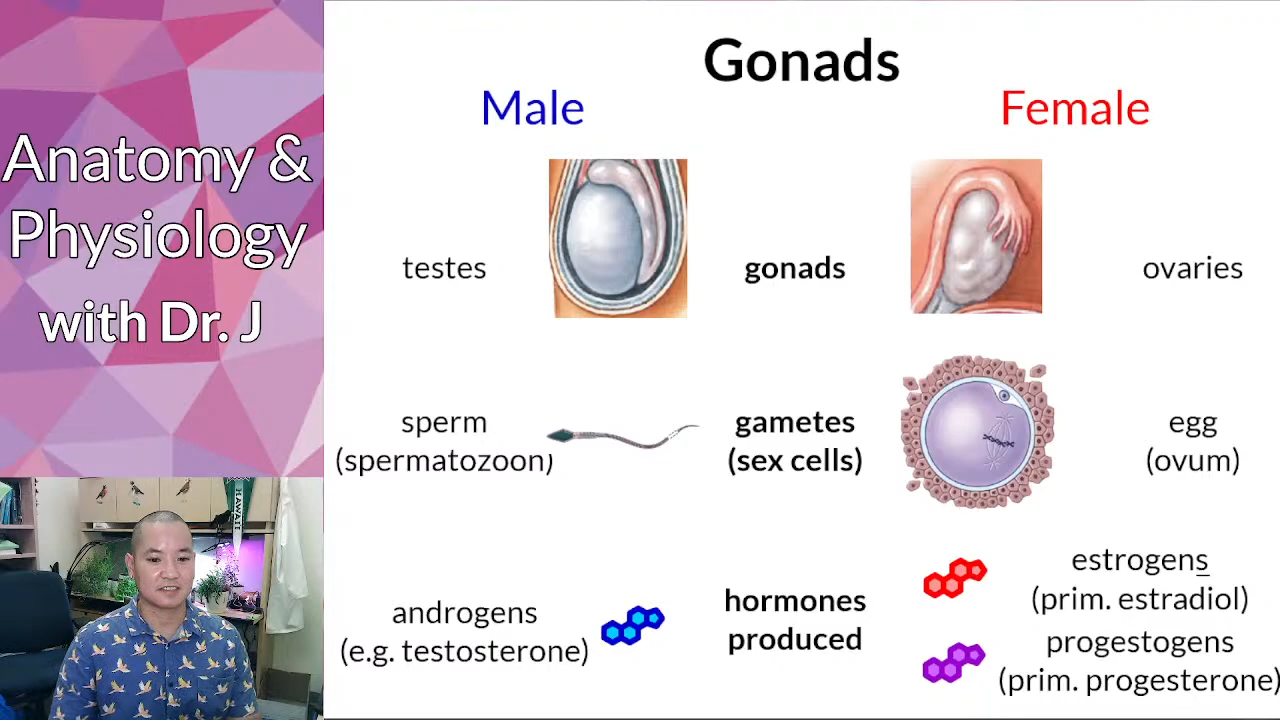 Anatomy &
Physiology
with Dr. J
HAWAII
Gonads
Male
Female
testes
gonads
ovaries
sperm
(spermatozoon)
gametes
(sex cells)
egg
(ovum)
androgens
(e.g. testosterone)
hormones
produced
estrogens
(prim. estradiol)
progestogens
(prim. progesterone)